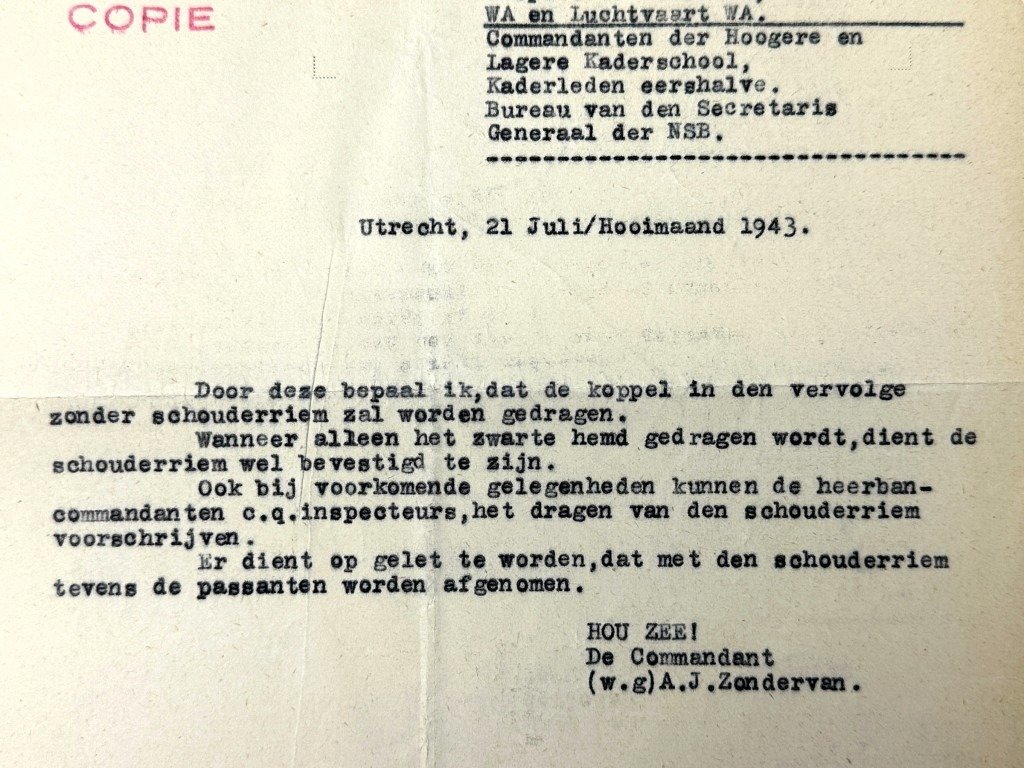 COPIE
WA en Luchtvaart WA.
Commandanten der Hoogere en
Lagere Kaderschool,
Kaderleden eershalve.
Bureau van den Secretaris
Generaal der NSB.
Utrecht, 21 Juli/Hooimaand 1943.
Door deze bepaal ik,dat de koppel in den vervolge
zonder schouderriem zal worden gedragen.
Wanneer alleen het zwarte hemd gedragen wordt,dient de
schouderriem wel bevestigd te zijn.
Ook bij voorkomende gelegenheden kunnen de heerban-
commandanten c.q.inspecteurs,het dragen van den schouderriem
voorschrijven.
Er dient op gelet te worden,dat met den schouderriem
tevens de passanten worden afgenomen.
HOU ZEE!
De Commandant
(w.g)A.J.Zondervan.